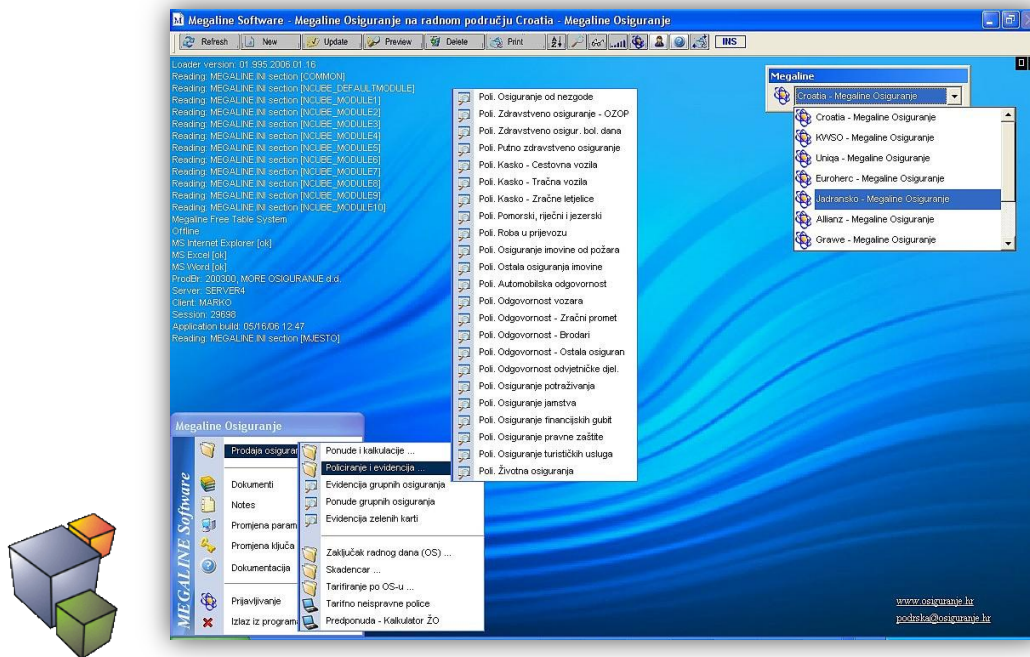 Megaline Software - Megaline Osiguranje na radnom području Croatia - Megaline Osiguranje
Refresh New Update Preview Delete Print INS
Loader version: 01.995.2006.01.16
Reading: MEGALINE.INI section [COMMON]
Reading: MEGALINE.INI section [NCUBE_DEFAULTMODULE]
Reading: MEGALINE.INI section [NCUBE_MODULE1]
Reading: MEGALINE.INI section [NCUBE_MODULE2]
Reading: MEGALINE.INI section [NCUBE_MODULE3]
Reading: MEGALINE.INI section [NCUBE_MODULE4]
Reading: MEGALINE.INI section [NCUBE_MODULE5]
Reading: MEGALINE.INI section [NCUBE_MODULE6]
Reading: MEGALINE.INI section [NCUBE_MODULE7]
Reading: MEGALINE.INI section [NCUBE_MODULE8]
Reading: MEGALINE.INI section [NCUBE_MODULE9]
Reading: MEGALINE.INI section [NCUBE_MODULE10]
Megaline Free Table System
Offline
MS Internet Explorer [ok]
MS Excel [ok]
MS Word [ok]
ProdBr: 200300, MORE OSIGURANJE d.d.
Server: SERVER4
Client: MARKO
Session: 29698
Application build: 05/16/06 12:47
Reading: MEGALINE.INI section [MJESTO]
Poli. Osiguranje od nezgode
Poli. Zdravstveno osiguranje - OZOP
Poli. Zdravstveno osigur. bol. dana
Poli. Putno zdravstveno osiguranje
Poli. Kasko - Cestovna vozila
Poli. Kasko - Tračna vozila
Poli. Kasko - Zračne letjelice
Poli. Pomorski, riječni i jezerski
Poli. Roba u prijevozu
Poli. Osiguranje imovine od požara
Poli. Ostala osiguranja imovine
Poli. Automobilska odgovornost
Poli. Odgovornost vozara
Poli. Odgovornost - Zračni promet
Poli. Odgovornost - Brodari
Poli. Odgovornost - Ostala osiguran
Poli. Odgovornost odvjetničke djel.
Poli. Osiguranje potraživanja
Poli. Osiguranje jamstva
Poli. Osiguranje financijskih gubit
Poli. Osiguranje pravne zaštite
Poli. Osiguranje turističkih usluga
Poli. Životna osiguranja
Megaline
Croatia - Megaline Osiguranje
Croatia - Megaline Osiguranje
KWSO - Megaline Osiguranje
Uniqa - Megaline Osiguranje
Euroherc - Megaline Osiguranje
Jadransko - Megaline Osiguranje
Allianz - Megaline Osiguranje
Grawe - Megaline Osiguranje
Megaline Osiguranje
MEGALINE Software
Prodaja osiguran
Dokumenti
Notes
Promjena param
Promjena ključa
Dokumentacija
Prijavljivanje
Izlaz iz program
Ponude i kalkulacije ...
Policiranje i evidencija ...
Evidencija grupnih osiguranja
Ponude grupnih osiguranja
Evidencija zelenih karti
Zaključak radnog dana (OS) ...
Skadencar ...
Tarifiranje po OS-u ...
Tarifno neispravne police
Predponuda - Kalkulator ŽO
www.osiguranje.hr
podrska@osiguranje.hr